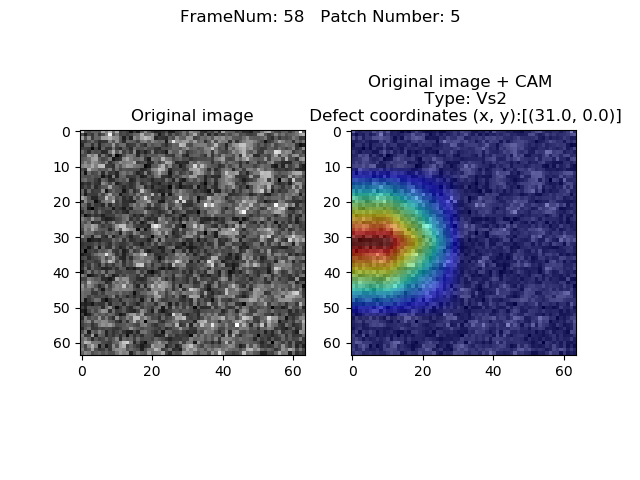 FrameNum: 58   Patch Number: 5
Original image
Original image + CAM
Type: Vs2
Defect coordinates (x, y):[(31.0, 0.0)]
0
10
20
30
40
50
60
0 20 40 60
0
10
20
30
40
50
60
0 20 40 60